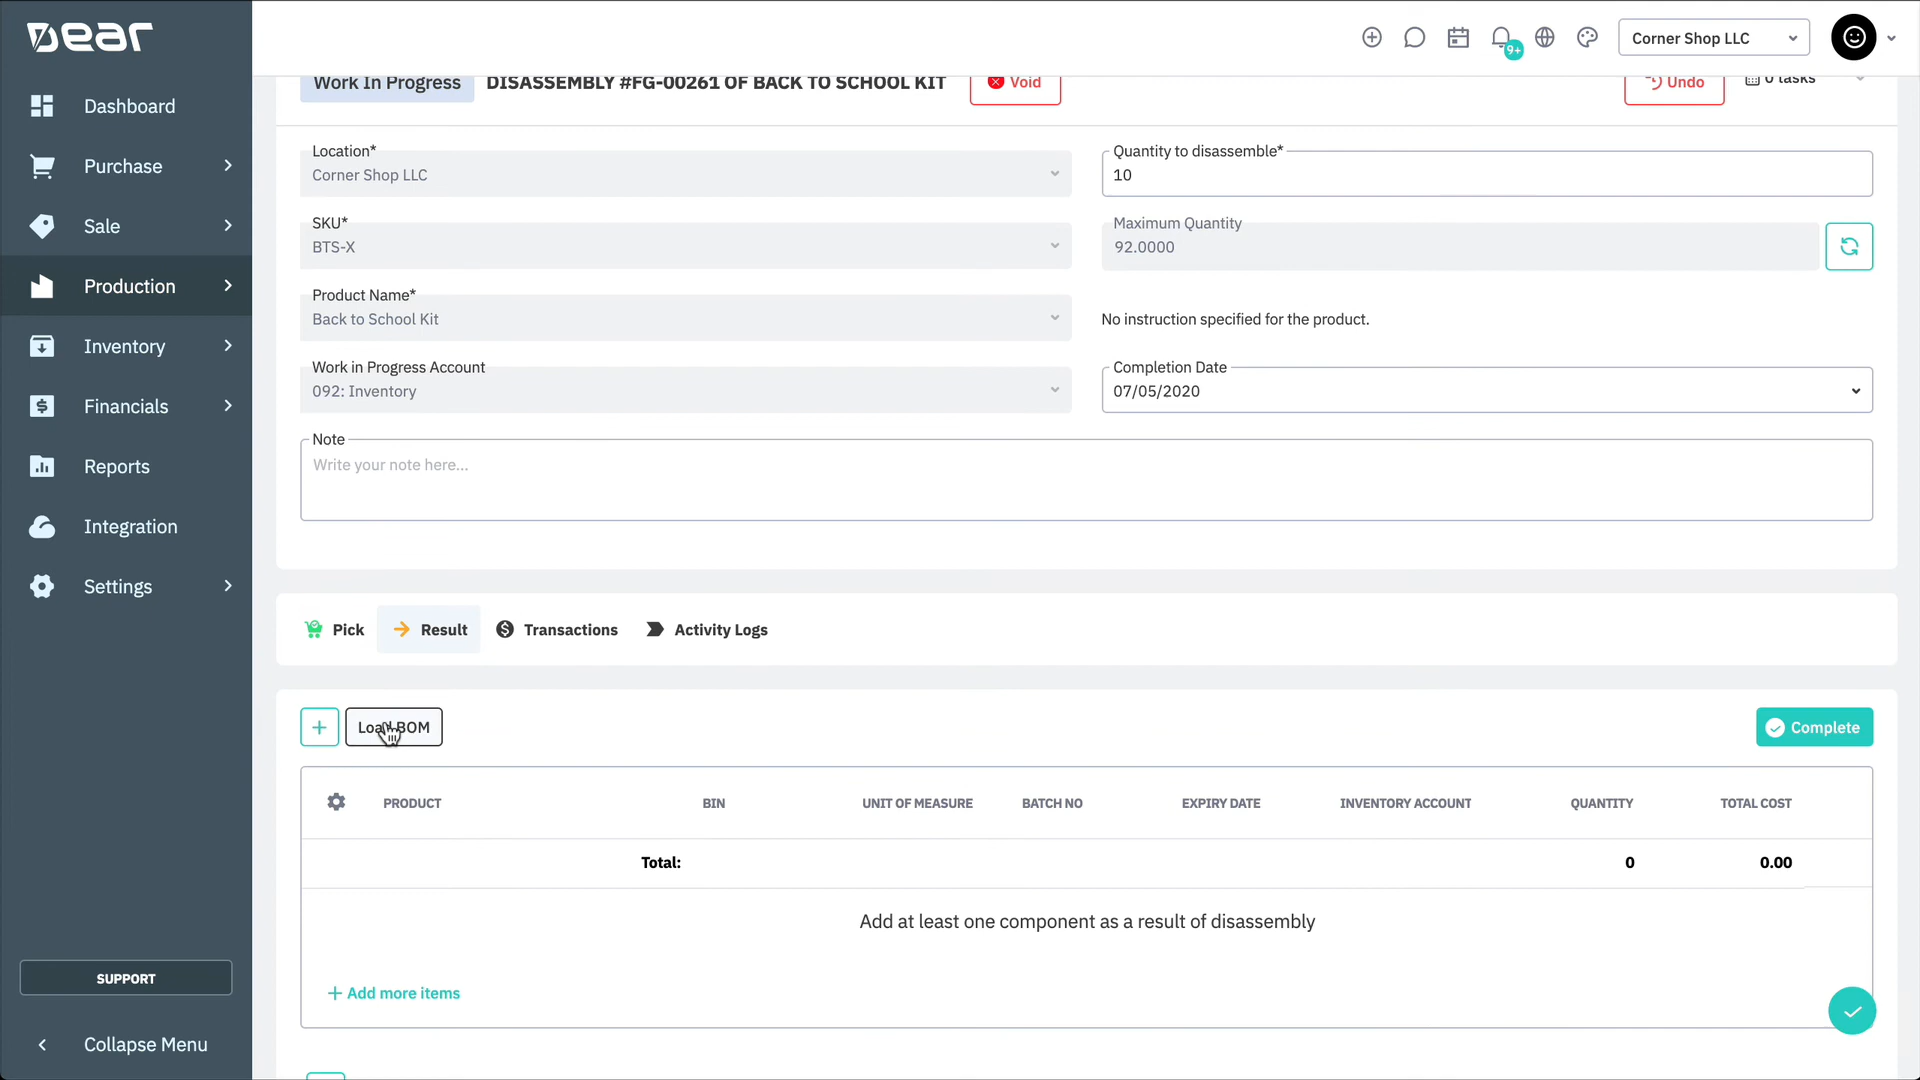 Dear
Corner Shop LLC
9+
Dashboard
Purchase
Sale
Production
Inventory
Financials
Reports
Integration
Settings
SUPPORT
Collapse Menu
Work In Progress
DISASSEMBLY #FG-00261 OF BACK TO SCHOOL KIT
Void
Undo
0 tasks
Location*
Corner Shop LLC
Quantity to disassemble*
10
SKU*
BTS-X
Maximum Quantity
92.0000
Product Name*
Back to School Kit
No instruction specified for the product.
Work in Progress Account
092: Inventory
Completion Date
07/05/2020
Note
Write your note here...
Pick
Result
Transactions
Activity Logs
Load BOM
Complete
PRODUCT BIN UNIT OF MEASURE BATCH NO EXPIRY DATE INVENTORY ACCOUNT QUANTITY TOTAL COST
Total: 0 0.00
Add at least one component as a result of disassembly
+ Add more items